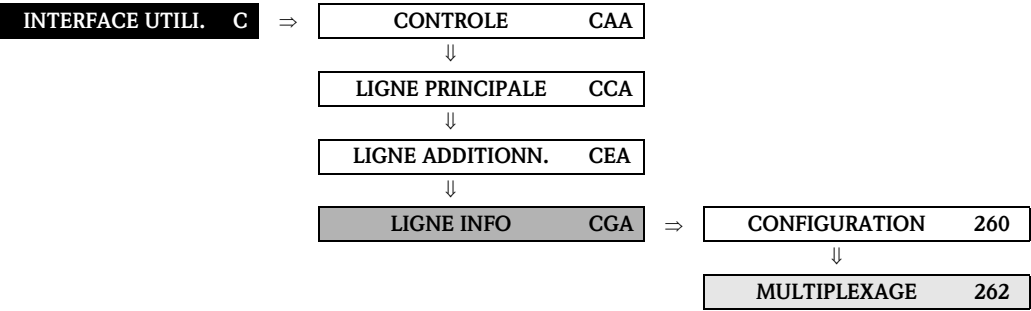 INTERFACE UTILI. C ⇒ CONTROLE CAA
⇓
LIGNE PRINCIPALE CCA
⇓
LIGNE ADDITIONN. CEA
⇓
LIGNE INFO CGA ⇒ CONFIGURATION 260
⇓
MULTIPLEXAGE 262